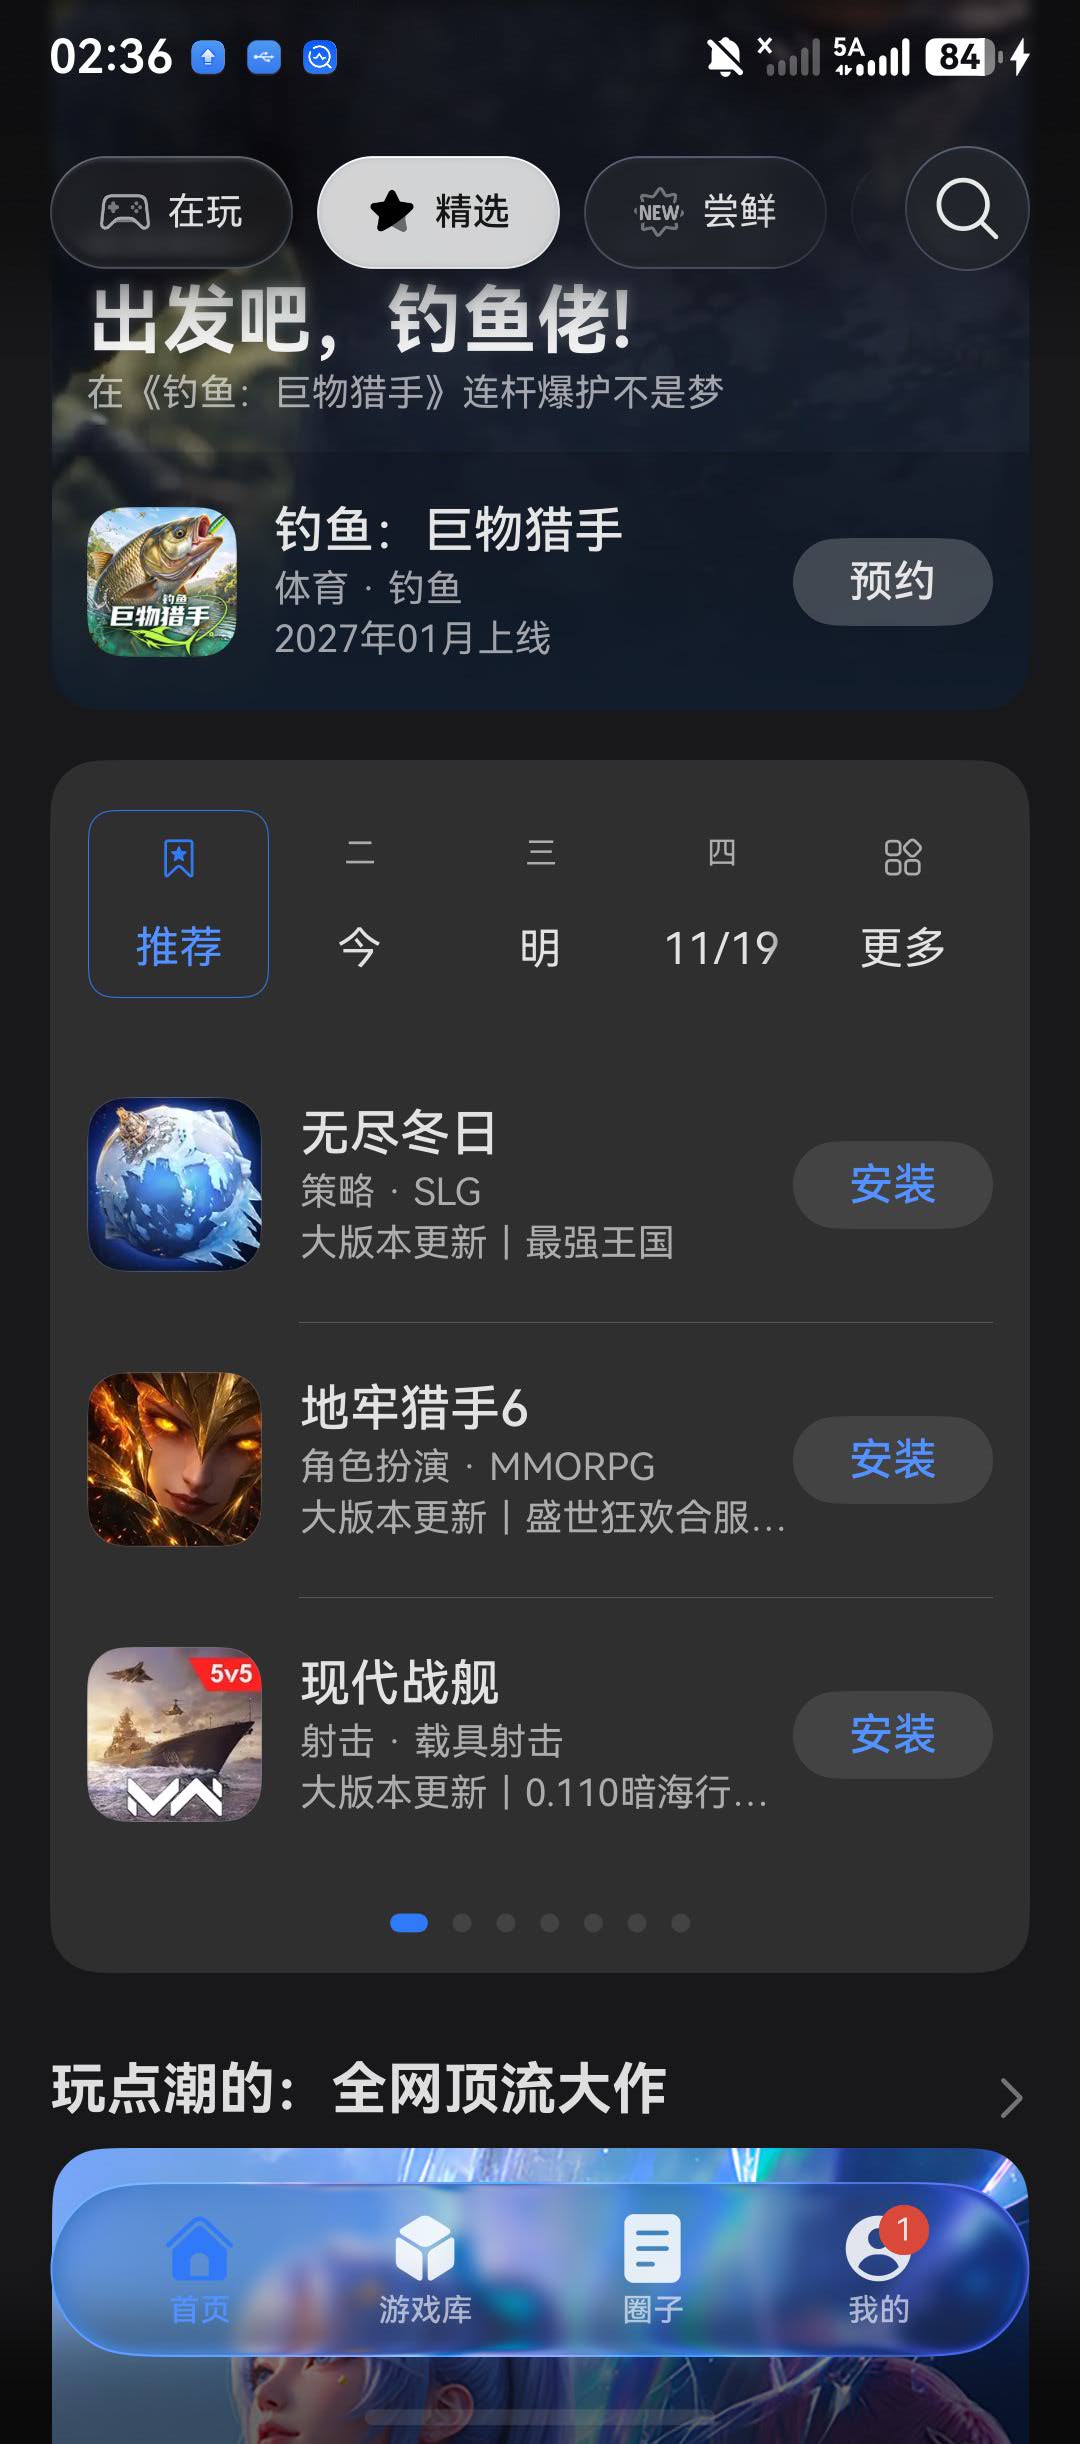 02:36
5A
84
在玩
精选
NEW
尝鲜
出发吧，钓鱼佬!
在《钓鱼：巨物猎手》连杆爆护不是梦
钓鱼
巨物猎手
钓鱼：巨物猎手
体育 · 钓鱼
2027年01月上线
预约
二
三
四
推荐
今
明
11/19
更多
无尽冬日
策略 · SLG
大版本更新 | 最强王国
安装
地牢猎手6
角色扮演 · MMORPG
大版本更新 | 盛世狂欢合服...
安装
5v5
MW
现代战舰
射击 · 载具射击
大版本更新 | 0.110暗海行...
安装
玩点潮的：全网顶流大作
1
首页
游戏库
圈子
我的